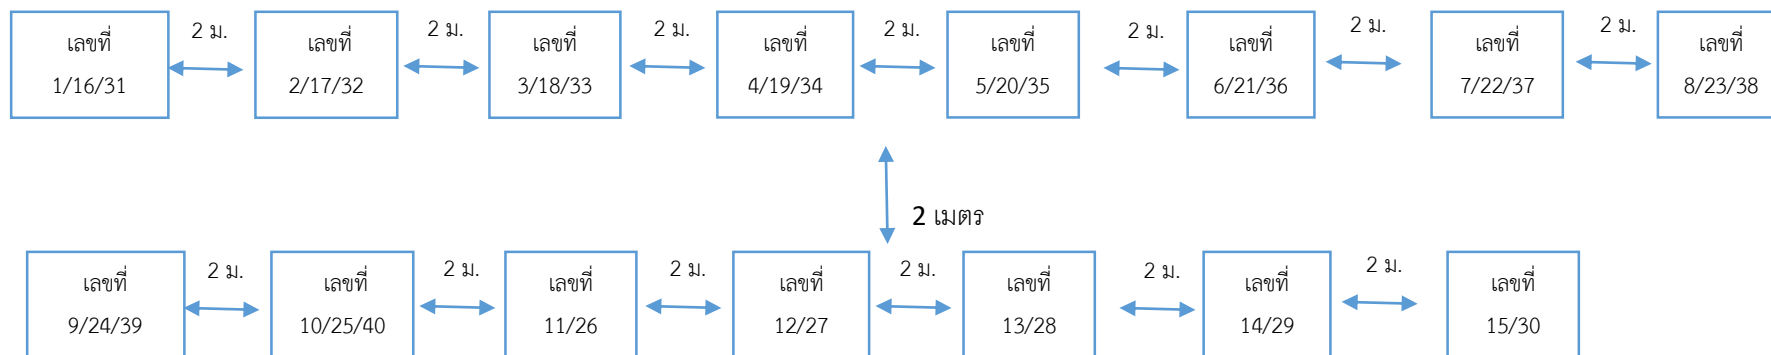 เลขที่ 2 ม. เลขที่ 2 ม. เลขที่ 2 ม. เลขที่ 2 ม. เลขที่ 2 ม. เลขที่ 2 ม. เลขที่ 2 ม. เลขที่
1/16/31 2/17/32 3/18/33 4/19/34 5/20/35 6/21/36 7/22/37 8/23/38
2 เมตร
เลขที่ 2 ม. เลขที่ 2 ม. เลขที่ 2 ม. เลขที่ 2 ม. เลขที่ 2 ม. เลขที่ 2 ม. เลขที่
9/24/39 10/25/40 11/26 12/27 13/28 14/29 15/30